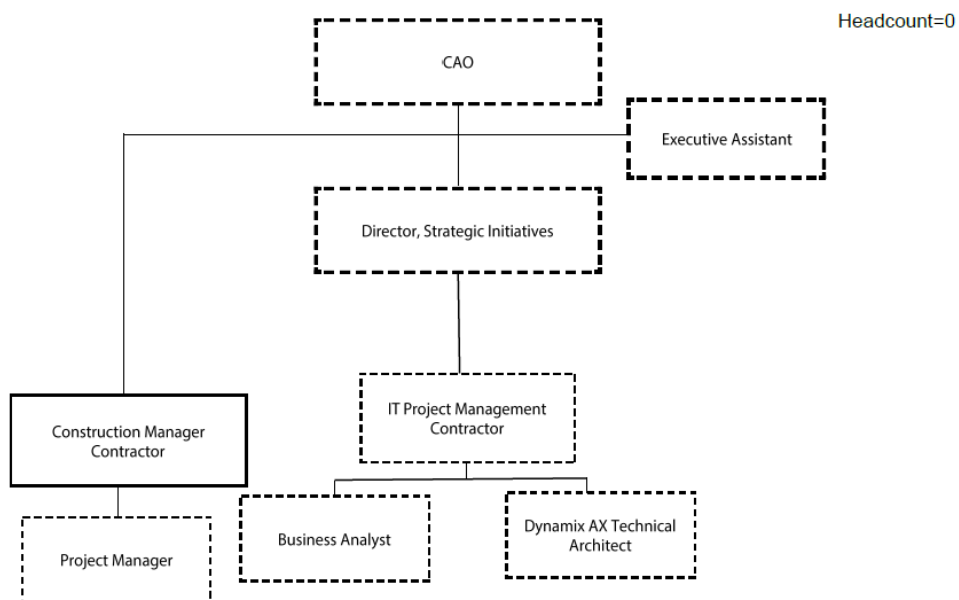 Headcount=0
CAO
Executive Assistant
Director, Strategic Initiatives
IT Project Management
Contractor
Construction Manager
Contractor
Business Analyst
Dynamix AX Technical
Architect
Project Manager